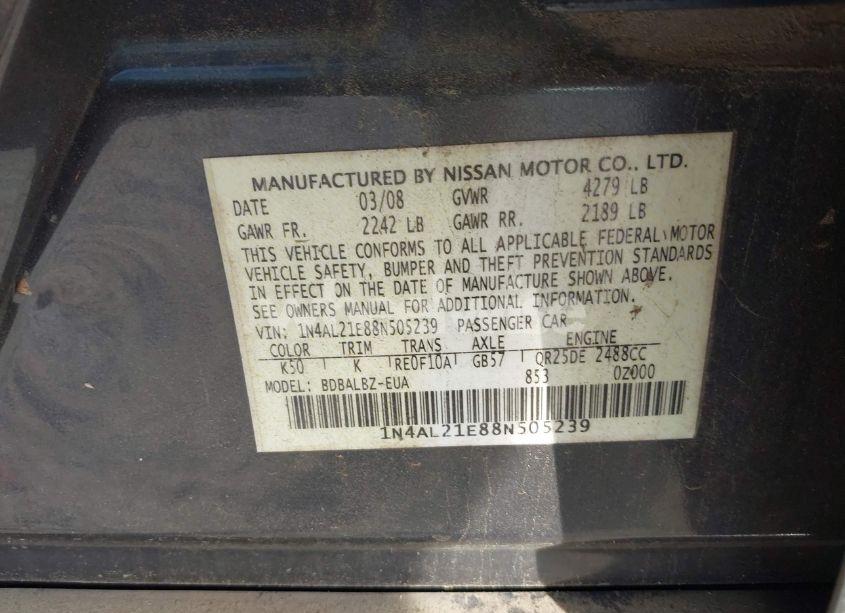 MANUFACTURED BY NISSAN MOTOR CO., LTD.
DATE 03/08 GVWR 4279 LB
GAWR FR. 2242 LB GAWR RR. 2189 LB
THIS VEHICLE CONFORMS TO ALL APPLICABLE FEDERAL MOTOR
VEHICLE SAFETY, BUMPER AND THEFT PREVENTION STANDARDS
IN EFFECT ON THE DATE OF MANUFACTURE SHOWN ABOVE.
SEE OWNERS MANUAL FOR ADDITIONAL INFORMATION.
VIN: 1N4AL21E88N505239 PASSENGER CAR
COLOR TRIM TRANS AXLE ENGINE
K50 K RE0F10A GB57 QR25DE 2488CC
MODEL: BDBALBZ-EUA 853 0Z000
1N4AL21E88N505239